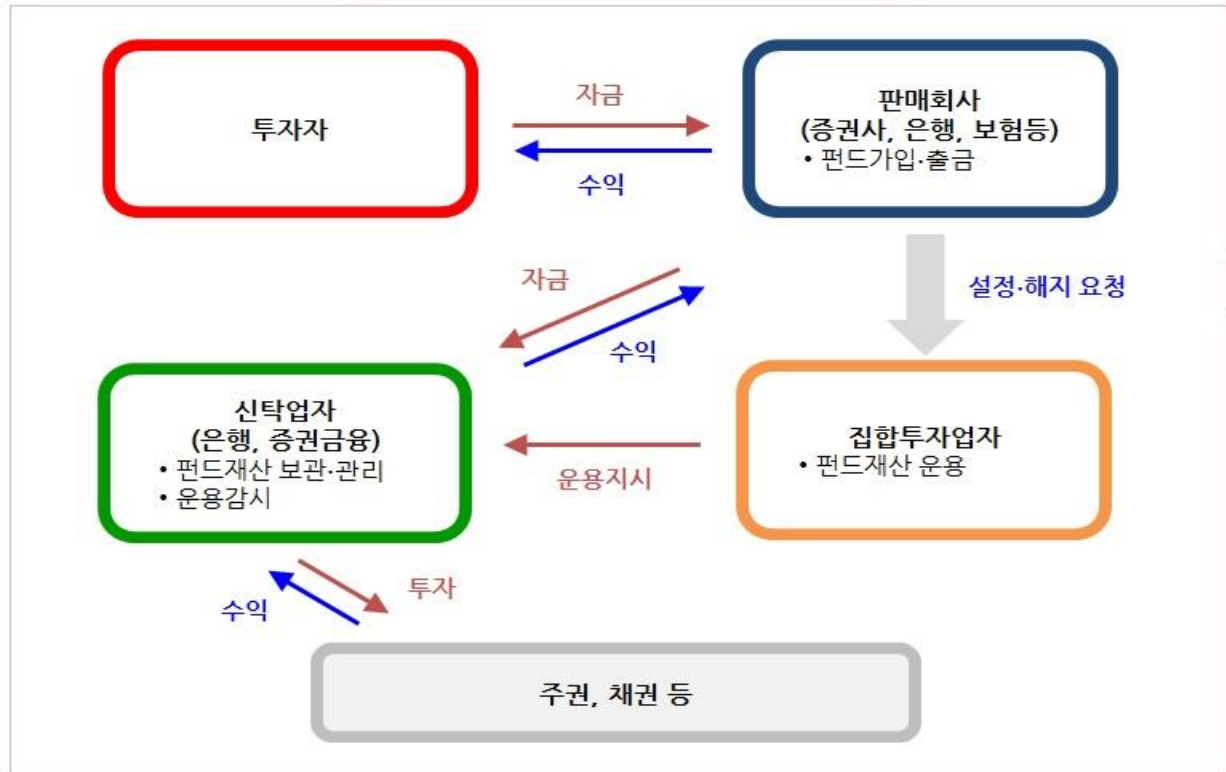 투자자
자금
수익
판매회사
(증권사, 은행, 보험등)
• 펀드가입·출금
자금
수익
설정·해지 요청
신탁업자
(은행, 증권금융)
• 펀드재산 보관·관리
• 운용감시
운용지시
집합투자업자
• 펀드재산 운용
수익
투자
주권, 채권 등